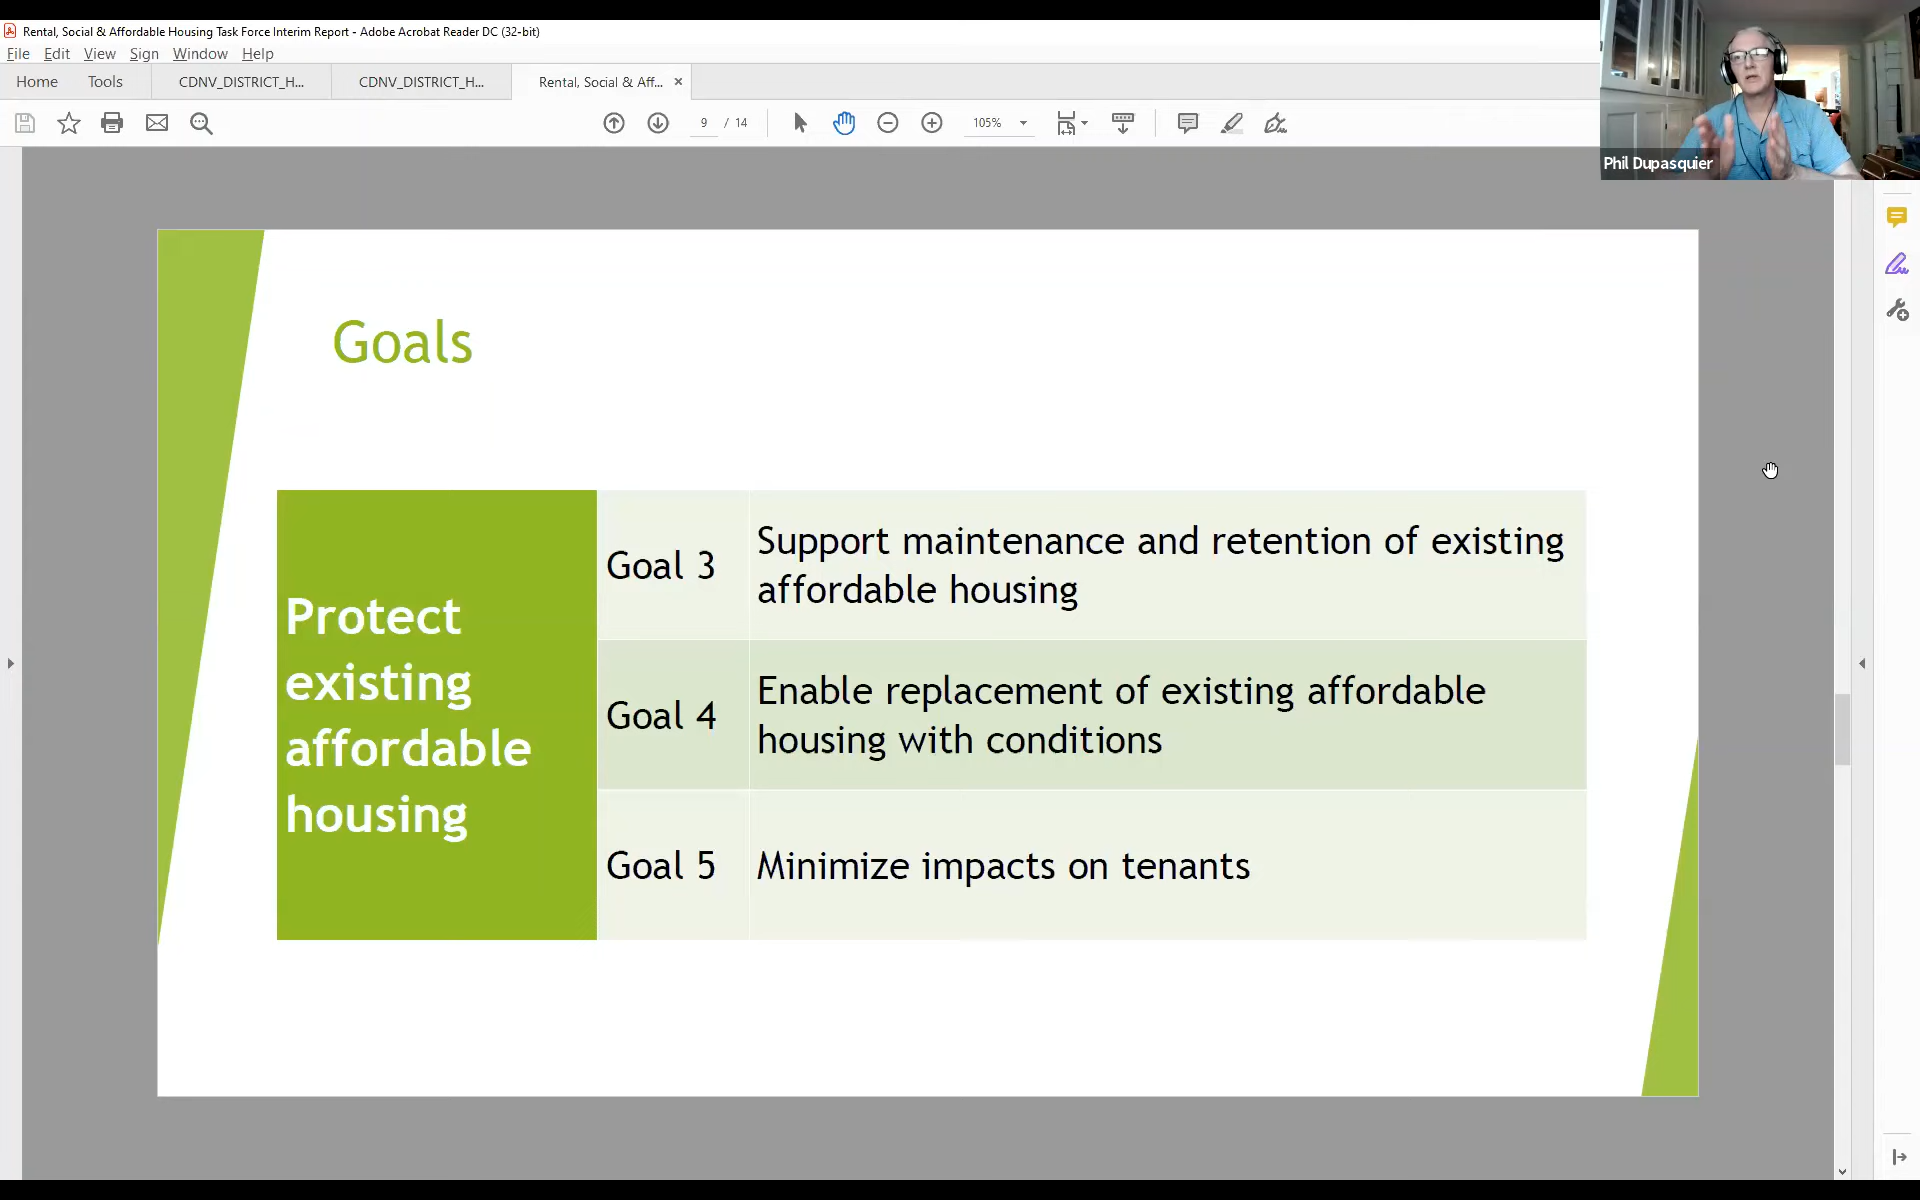 Rental, Social & Affordable Housing Task Force Interim Report - Adobe Acrobat Reader DC (32-bit)
File Edit View Sign Window Help
Home Tools CDNV_DISTRICT_H... CDNV_DISTRICT_H... Rental, Social & Aff... ×
9 / 14 105%
Phil Dupasquier
Goals
Protect
existing
affordable
housing
Goal 3
Support maintenance and retention of existing
affordable housing
Goal 4
Enable replacement of existing affordable
housing with conditions
Goal 5
Minimize impacts on tenants